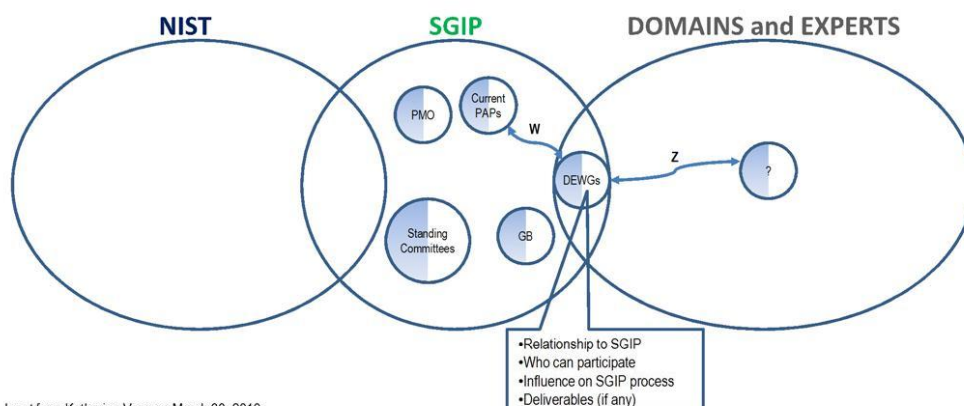 NIST
SGIP
DOMAINS and EXPERTS
PMO
Current
PAPs
W
DEWGs
Z
?
Standing
Committees
GB
•Relationship to SGIP
•Who can participate
•Influence on SGIP process
•Deliverables (if any)